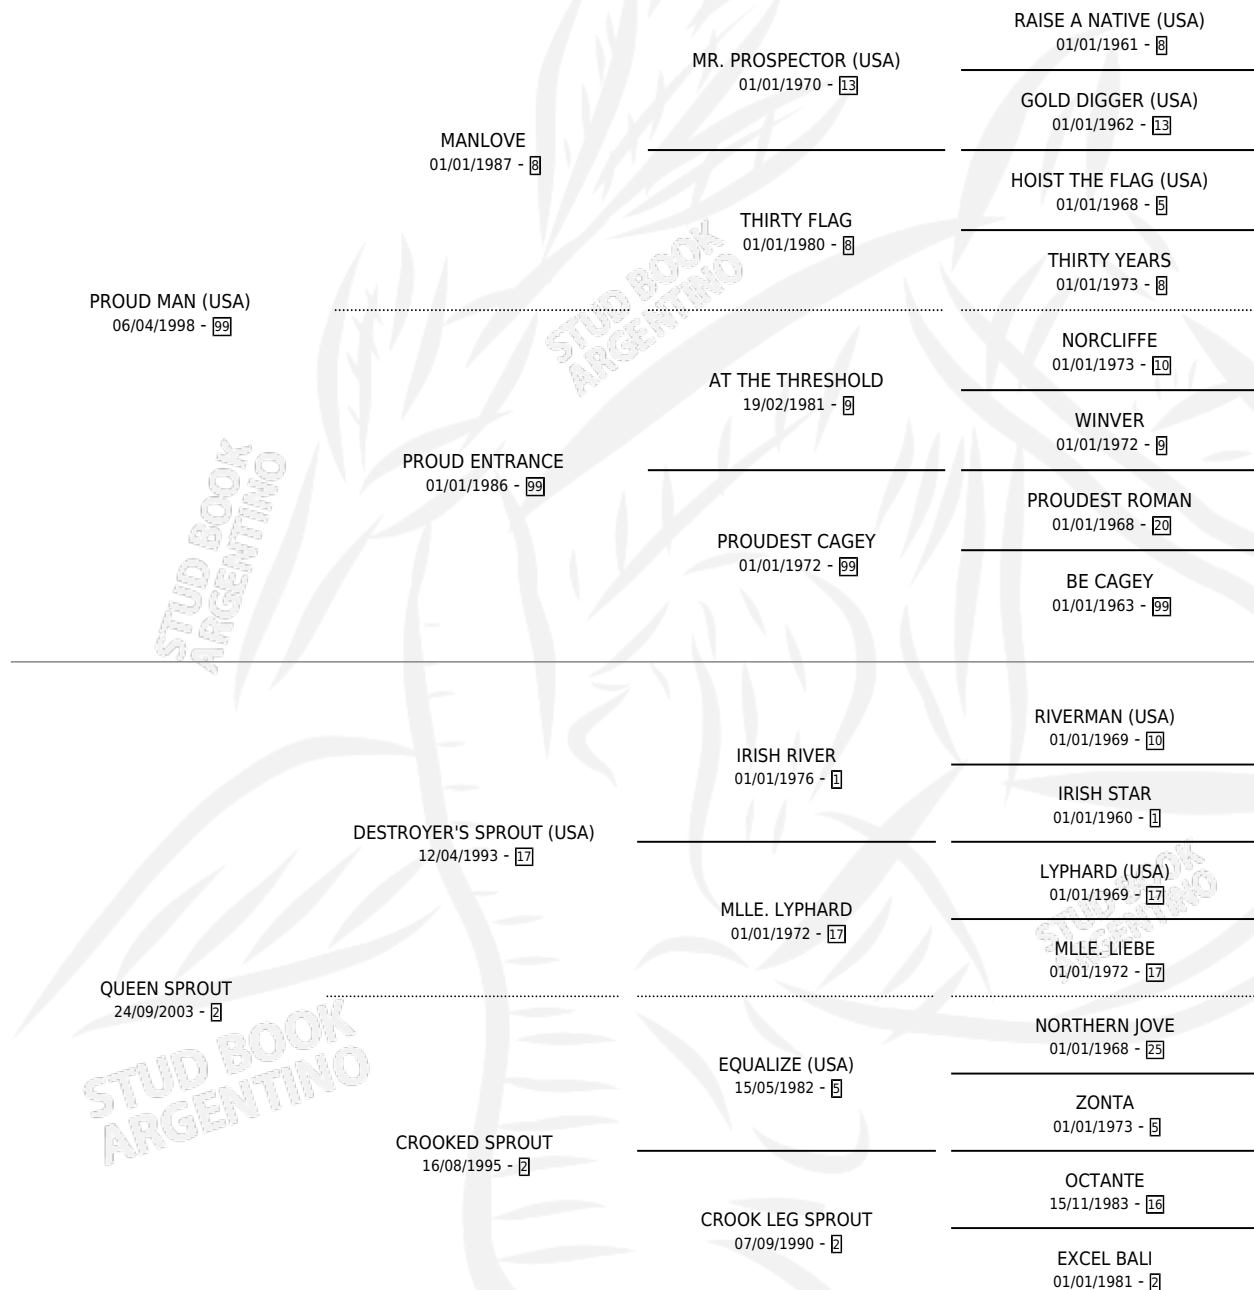 RAISE A NATIVE (USA)
01/01/1961 - 8
MR. PROSPECTOR (USA)
01/01/1970 - 13
GOLD DIGGER (USA)
01/01/1962 - 13
MANLOVE
01/01/1987 - 8
HOIST THE FLAG (USA)
01/01/1968 - 5
THIRTY FLAG
01/01/1980 - 8
THIRTY YEARS
01/01/1973 - 8
PROUD MAN (USA)
06/04/1998 - 99
NORCLIFFE
01/01/1973 - 10
AT THE THRESHOLD
19/02/1981 - 9
WINVER
01/01/1972 - 9
PROUD ENTRANCE
01/01/1986 - 99
PROUDEST ROMAN
01/01/1968 - 20
PROUDEST CAGEY
01/01/1972 - 99
BE CAGEY
01/01/1963 - 99
RIVERMAN (USA)
01/01/1969 - 10
IRISH RIVER
01/01/1976 - 1
IRISH STAR
01/01/1960 - 1
DESTROYER'S SPROUT (USA)
12/04/1993 - 17
LYPHARD (USA)
01/01/1969 - 17
MLLE. LYPHARD
01/01/1972 - 17
MLLE. LIEBE
01/01/1972 - 17
QUEEN SPROUT
24/09/2003 - 2
NORTHERN JOVE
01/01/1968 - 25
EQUALIZE (USA)
15/05/1982 - 5
ZONTA
01/01/1973 - 5
CROOKED SPROUT
16/08/1995 - 2
OCTANTE
15/11/1983 - 16
CROOK LEG SPROUT
07/09/1990 - 2
EXCEL BALI
01/01/1981 - 2
STUD BOOK
ARGENTINO
STUD BOOK
ARGENTINO
STUD BOOK
ARGENTINO
STUD BOOK
ARGENTINO